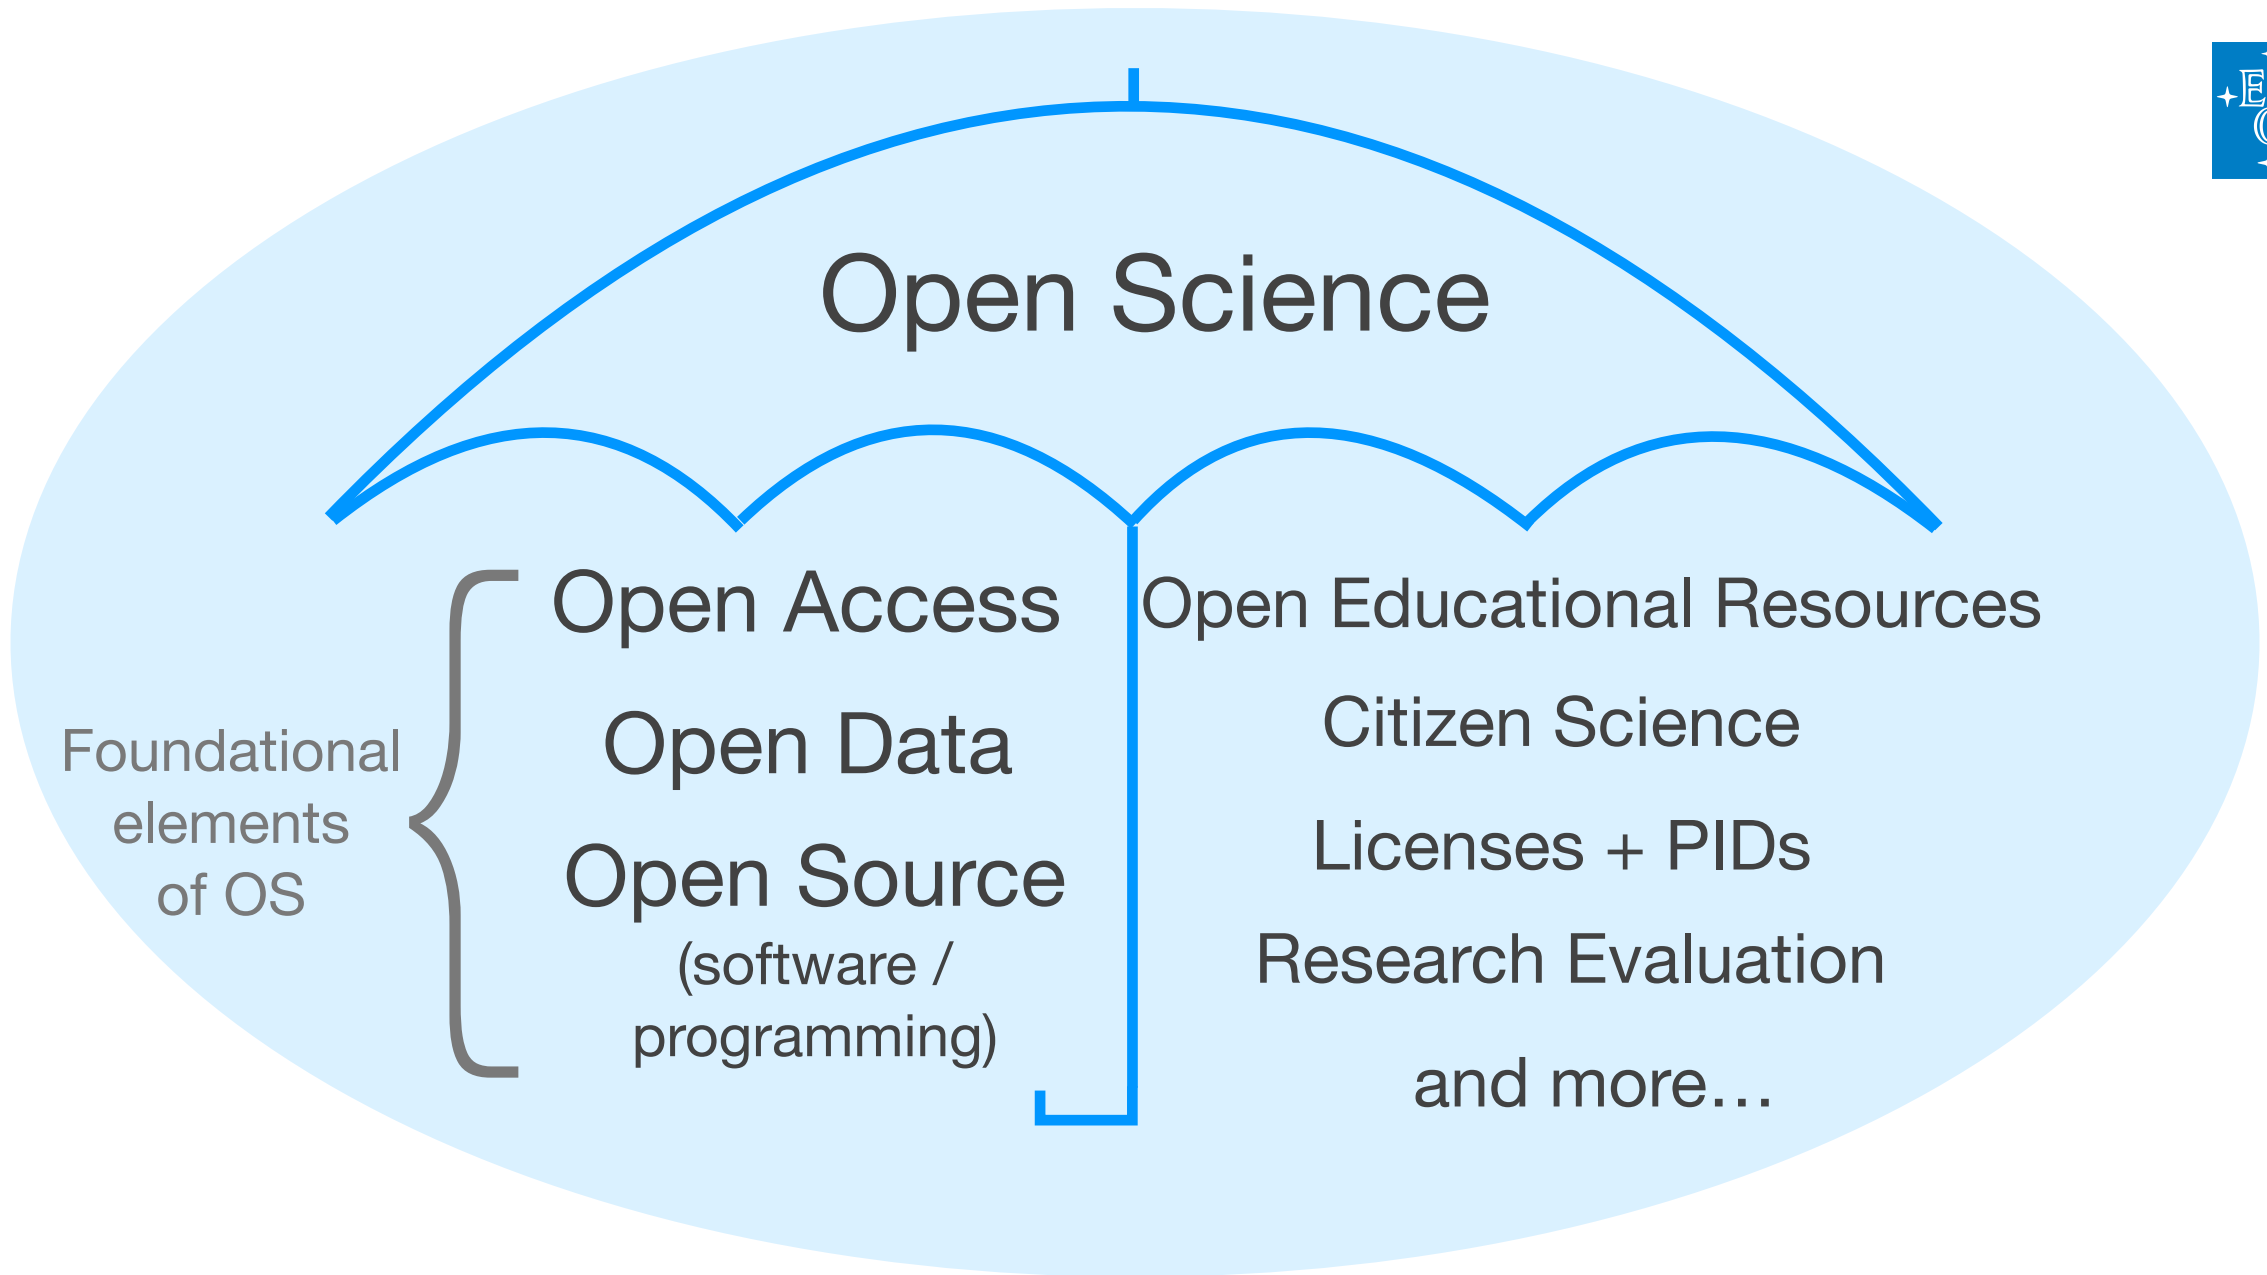 Open Science
Foundational
elements
of OS
Open Access
Open Data
Open Source
(software /
programming)
Open Educational Resources
Citizen Science
Licenses + PIDs
Research Evaluation
and more…